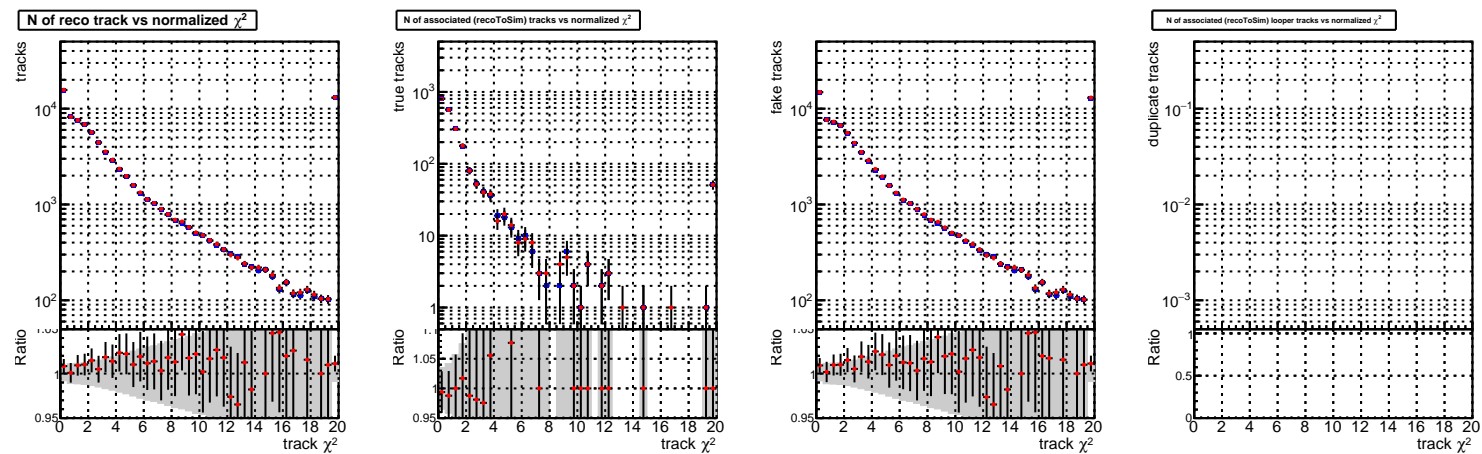 N of reco track vs normalized χ²
tracks
10⁴
10³
10²
Ratio
1.05
1
0.95
0 2 4 6 8 10 12 14 16 18 20
track χ²
N of associated (recoToSim) tracks vs normalized χ²
true tracks
10³
10²
10
1
Ratio
1.1
1.05
1
0.95
0 2 4 6 8 10 12 14 16 18 20
track χ²
fake tracks
10⁴
10³
10²
Ratio
1.05
1
0.95
0 2 4 6 8 10 12 14 16 18 20
track χ²
N of associated (recoToSim) looper tracks vs normalized χ²
duplicate tracks
10⁻¹
10⁻²
10⁻³
Ratio
1
0.5
0
0 2 4 6 8 10 12 14 16 18 20
track χ²